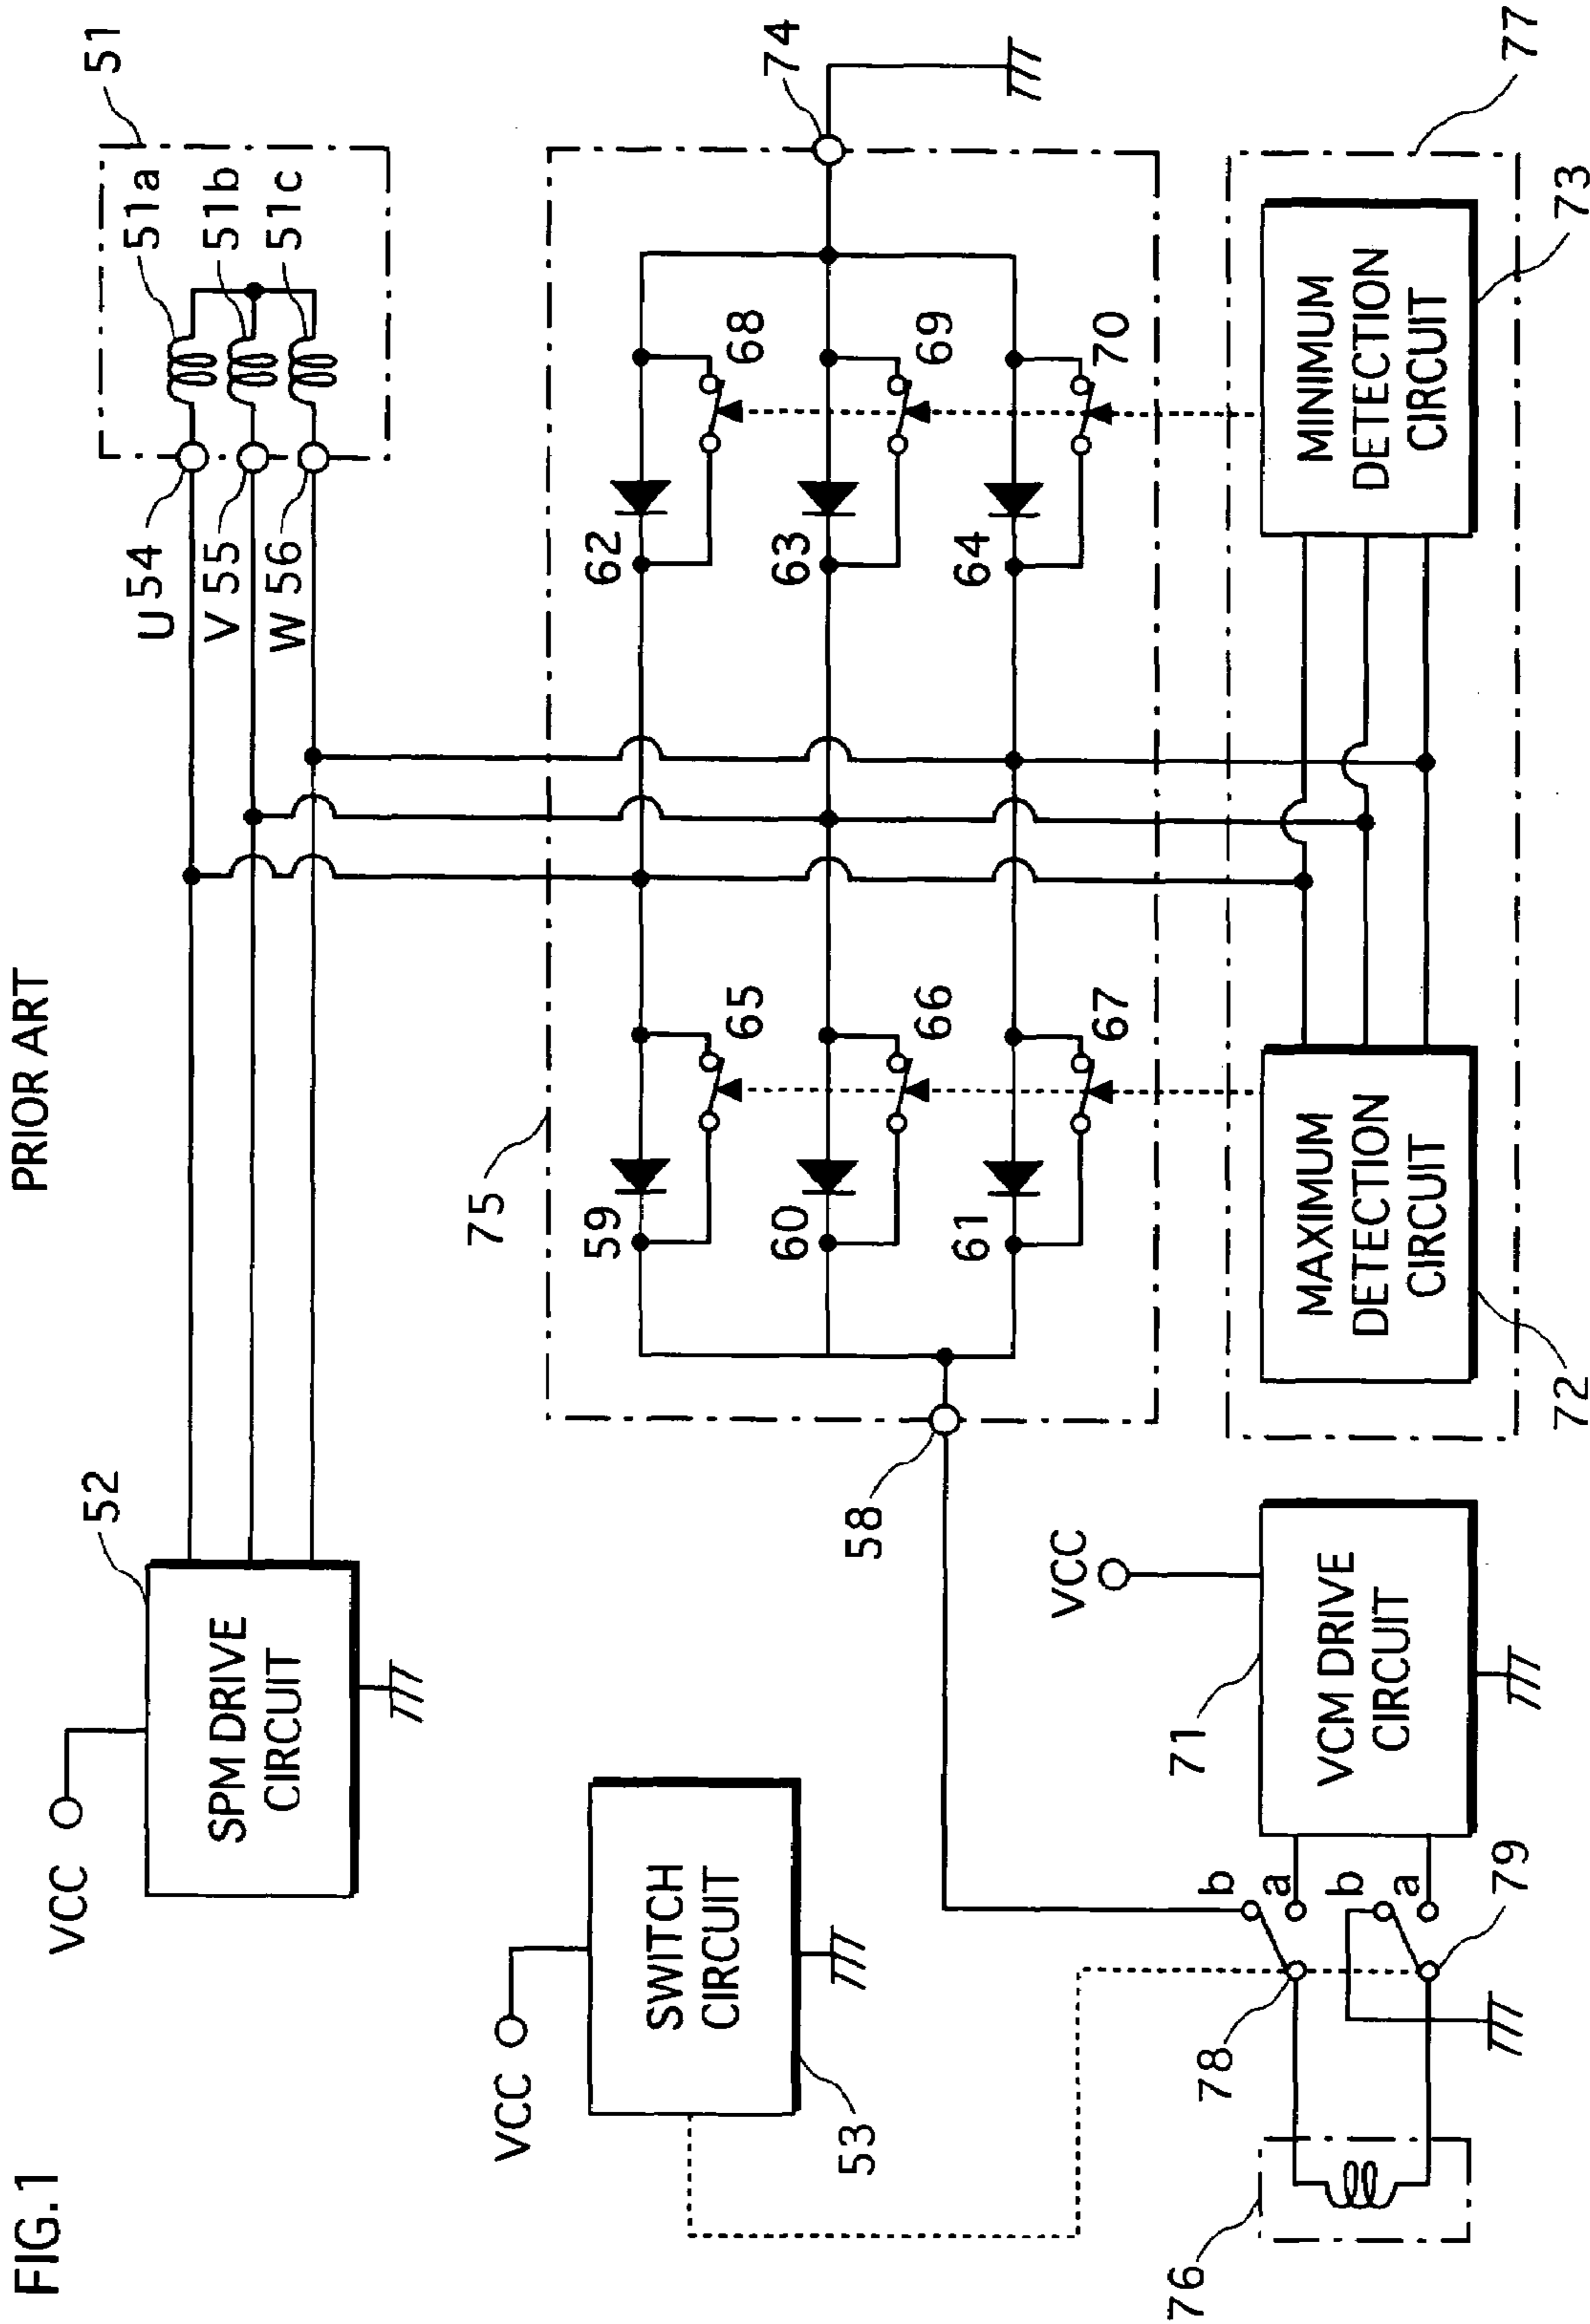 FIG.1
PRIOR ART
VCC
52
SPM DRIVE
CIRCUIT
U 54
V 55
W 56
51
51a
51b
51c
VCC
SWITCH
CIRCUIT
53
75
59
65
60
66
61
67
62
68
63
69
64
70
74
58
VCC
71
VCM DRIVE
CIRCUIT
b
a
b
a
78
79
76
MAXIMUM
DETECTION
CIRCUIT
72
MINIMUM
DETECTION
CIRCUIT
73
77